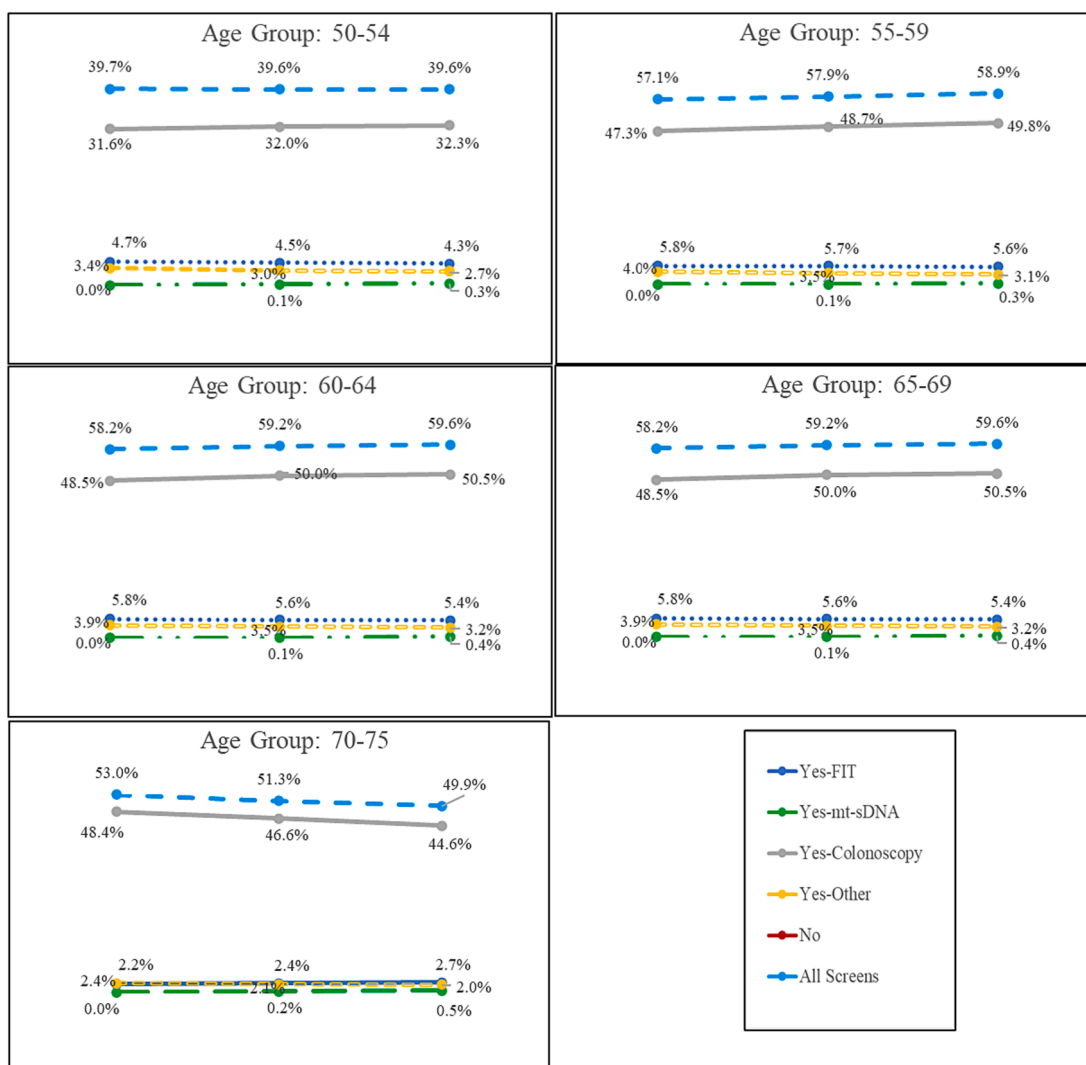 Age Group: 50-54
39.7% 39.6% 39.6%
31.6% 32.0% 32.3%
4.7% 4.5% 4.3%
3.4% 3.0% 2.7%
0.0% 0.1% 0.3%
Age Group: 55-59
57.1% 57.9% 58.9%
47.3% 48.7% 49.8%
5.8% 5.7% 5.6%
4.0% 3.5% 3.1%
0.0% 0.1% 0.3%
Age Group: 60-64
58.2% 59.2% 59.6%
48.5% 50.0% 50.5%
5.8% 5.6% 5.4%
3.9% 3.5% 3.2%
0.0% 0.1% 0.4%
Age Group: 65-69
58.2% 59.2% 59.6%
48.5% 50.0% 50.5%
5.8% 5.6% 5.4%
3.9% 3.5% 3.2%
0.0% 0.1% 0.4%
Age Group: 70-75
53.0% 51.3% 49.9%
48.4% 46.6% 44.6%
2.2% 2.4% 2.7%
2.4% 2.1% 2.0%
0.0% 0.2% 0.5%
Yes-FIT
Yes-mt-sDNA
Yes-Colonoscopy
Yes-Other
No
All Screens